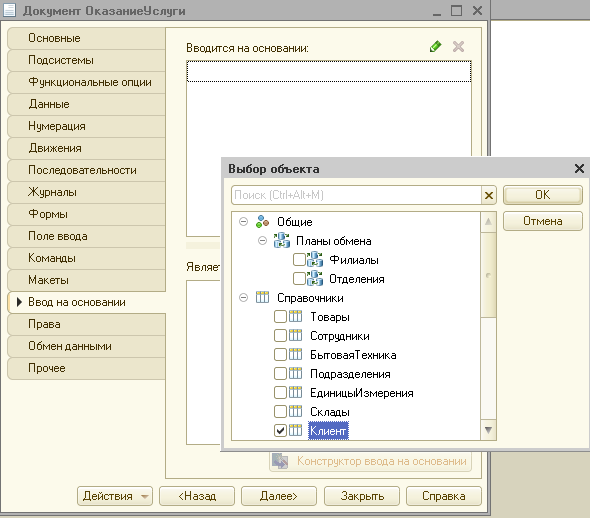 Документ ОказаниеУслуги
Основные
Подсистемы
Функциональные опции
Данные
Нумерация
Движения
Последовательности
Журналы
Формы
Поле ввода
Команды
Макеты
Ввод на основании
Права
Обмен данными
Прочее
Вводится на основании:
Являет
Выбор объекта
Поиск (Ctrl+Alt+M)
OK
Отмена
Общие
Планы обмена
Филиалы
Отделения
Справочники
Товары
Сотрудники
БытоваяТехника
Подразделения
ЕдиницыИзмерения
Склады
Клиент
Конструктор ввода на основании
Действия
<Назад
Далее>
Закрыть
Справка